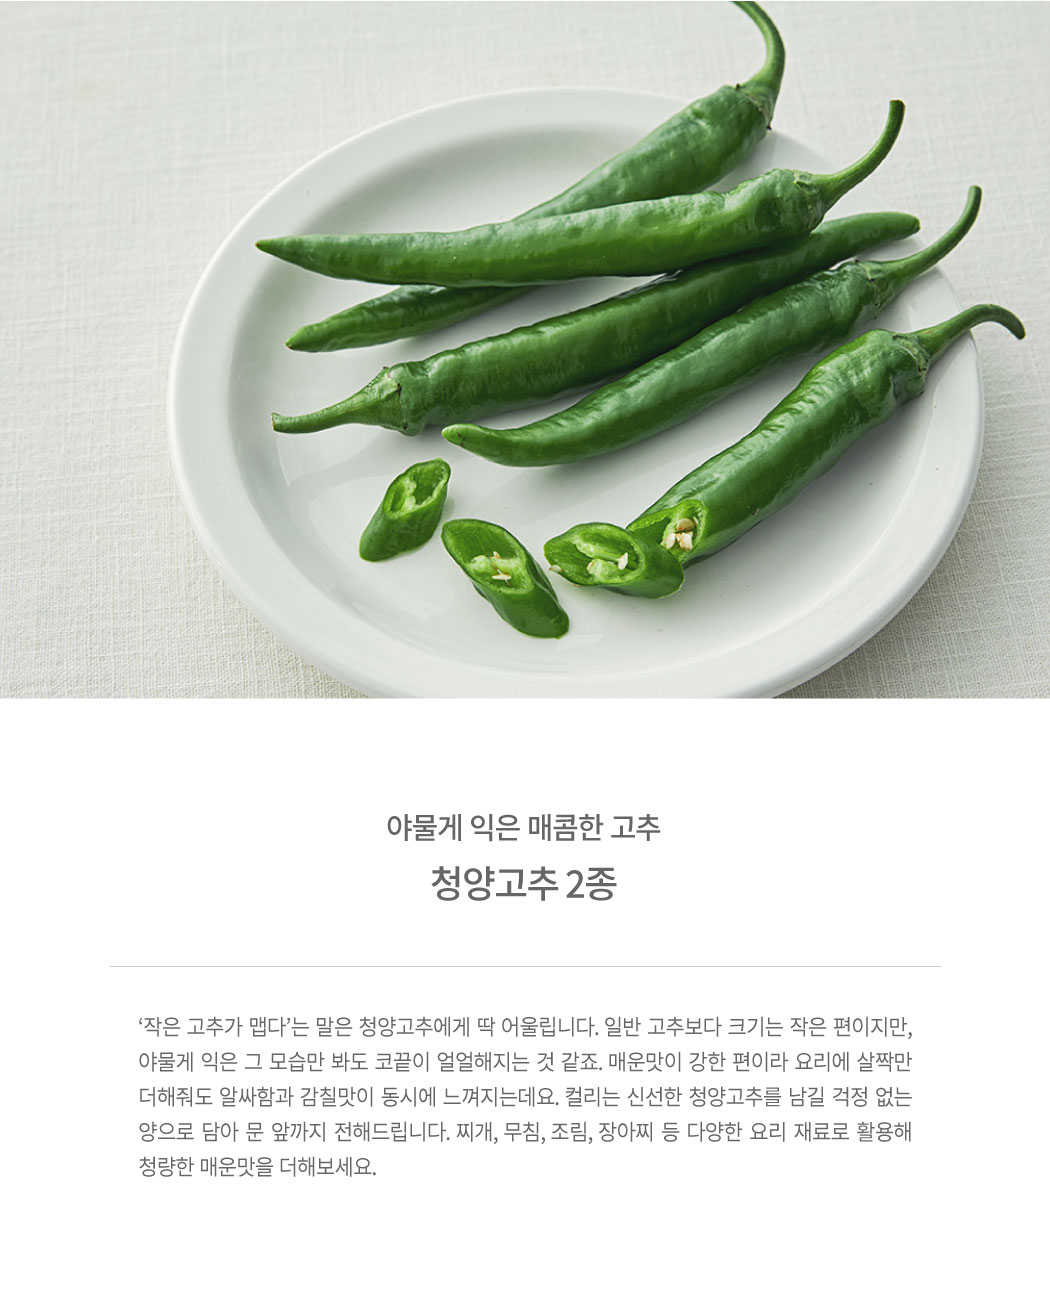 야물게 익은 매콤한 고추
청양고추 2종
‘작은 고추가 맵다’는 말은 청양고추에게 딱 어울립니다. 일반 고추보다 크기는 작은 편이지만,
야물게 익은 그 모습만 봐도 코끝이 얼얼해지는 것 같죠. 매운맛이 강한 편이라 요리에 살짝만
더해줘도 알싸함과 감칠맛이 동시에 느껴지는데요. 컬리는 신선한 청양고추를 남길 걱정 없는
양으로 담아 문 앞까지 전해드립니다. 찌개, 무침, 조림, 장아찌 등 다양한 요리 재료로 활용해
청량한 매운맛을 더해보세요.